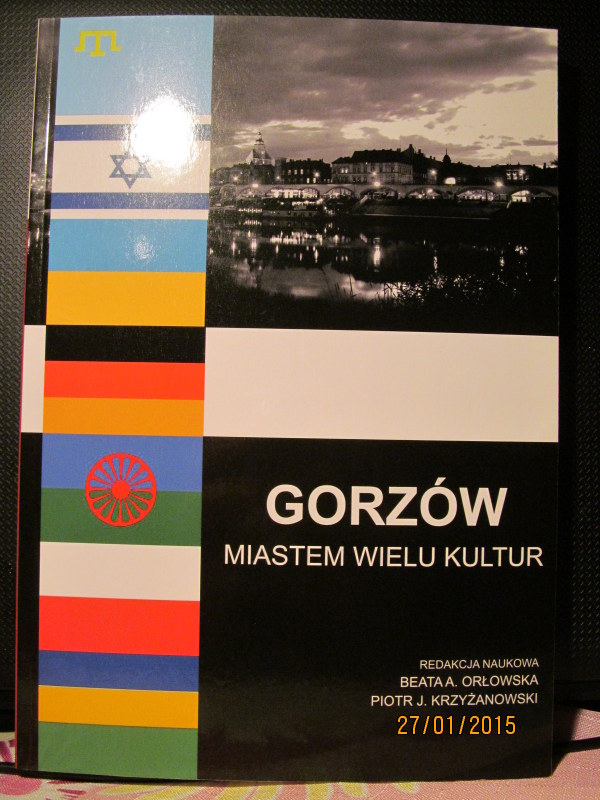 GORZÓW
MIASTEM WIELU KULTUR
REDAKCJA NAUKOWA
BEATA A. ORŁOWSKA
PIOTR J. KRZYŻANOWSKI
27/01/2015